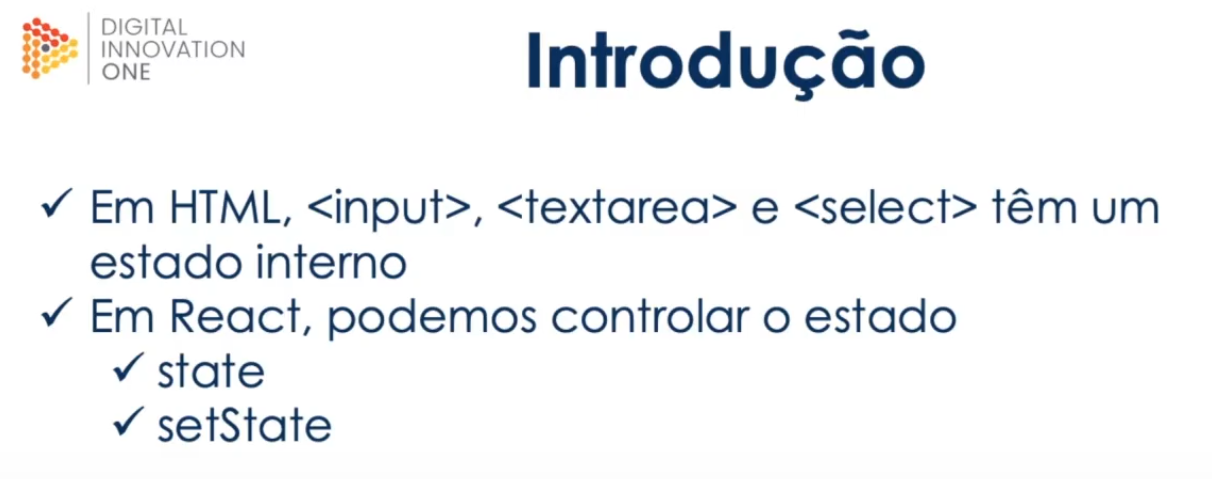 DIGITAL
INNOVATION
ONE
Introdução
✓ Em HTML, <input>, <textarea> e <select> têm um
estado interno
✓ Em React, podemos controlar o estado
✓ state
✓ setState